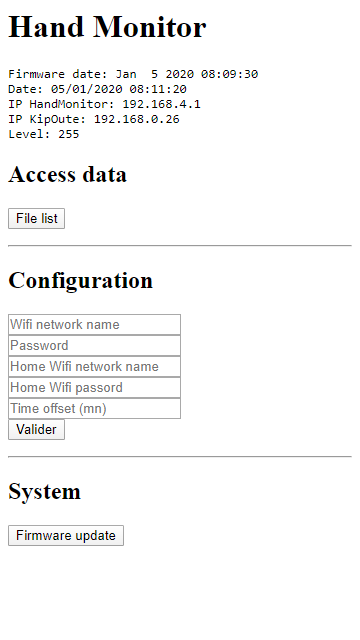 Hand Monitor
Firmware date: Jan  5 2020 08:09:30
Date: 05/01/2020 08:11:20
IP HandMonitor: 192.168.4.1
IP KipOute: 192.168.0.26
Level: 255
Access data
File list
Configuration
Wifi network name
Password
Home Wifi network name
Home Wifi passord
Time offset (mn)
Valider
System
Firmware update